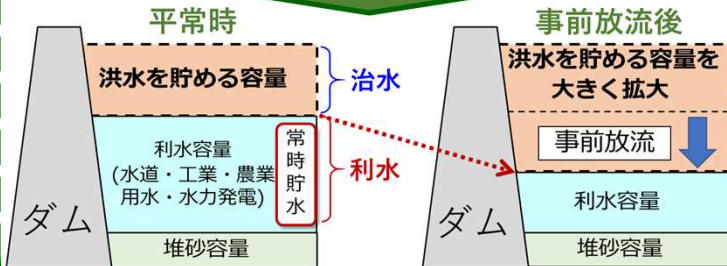 平常時
洪水を貯める容量
治水
利水容量
(水道・工業・農業
用水・水力発電)
常時貯水
利水
堆砂容量
ダム
事前放流後
洪水を貯める容量を
大きく拡大
事前放流
利水容量
堆砂容量
ダム